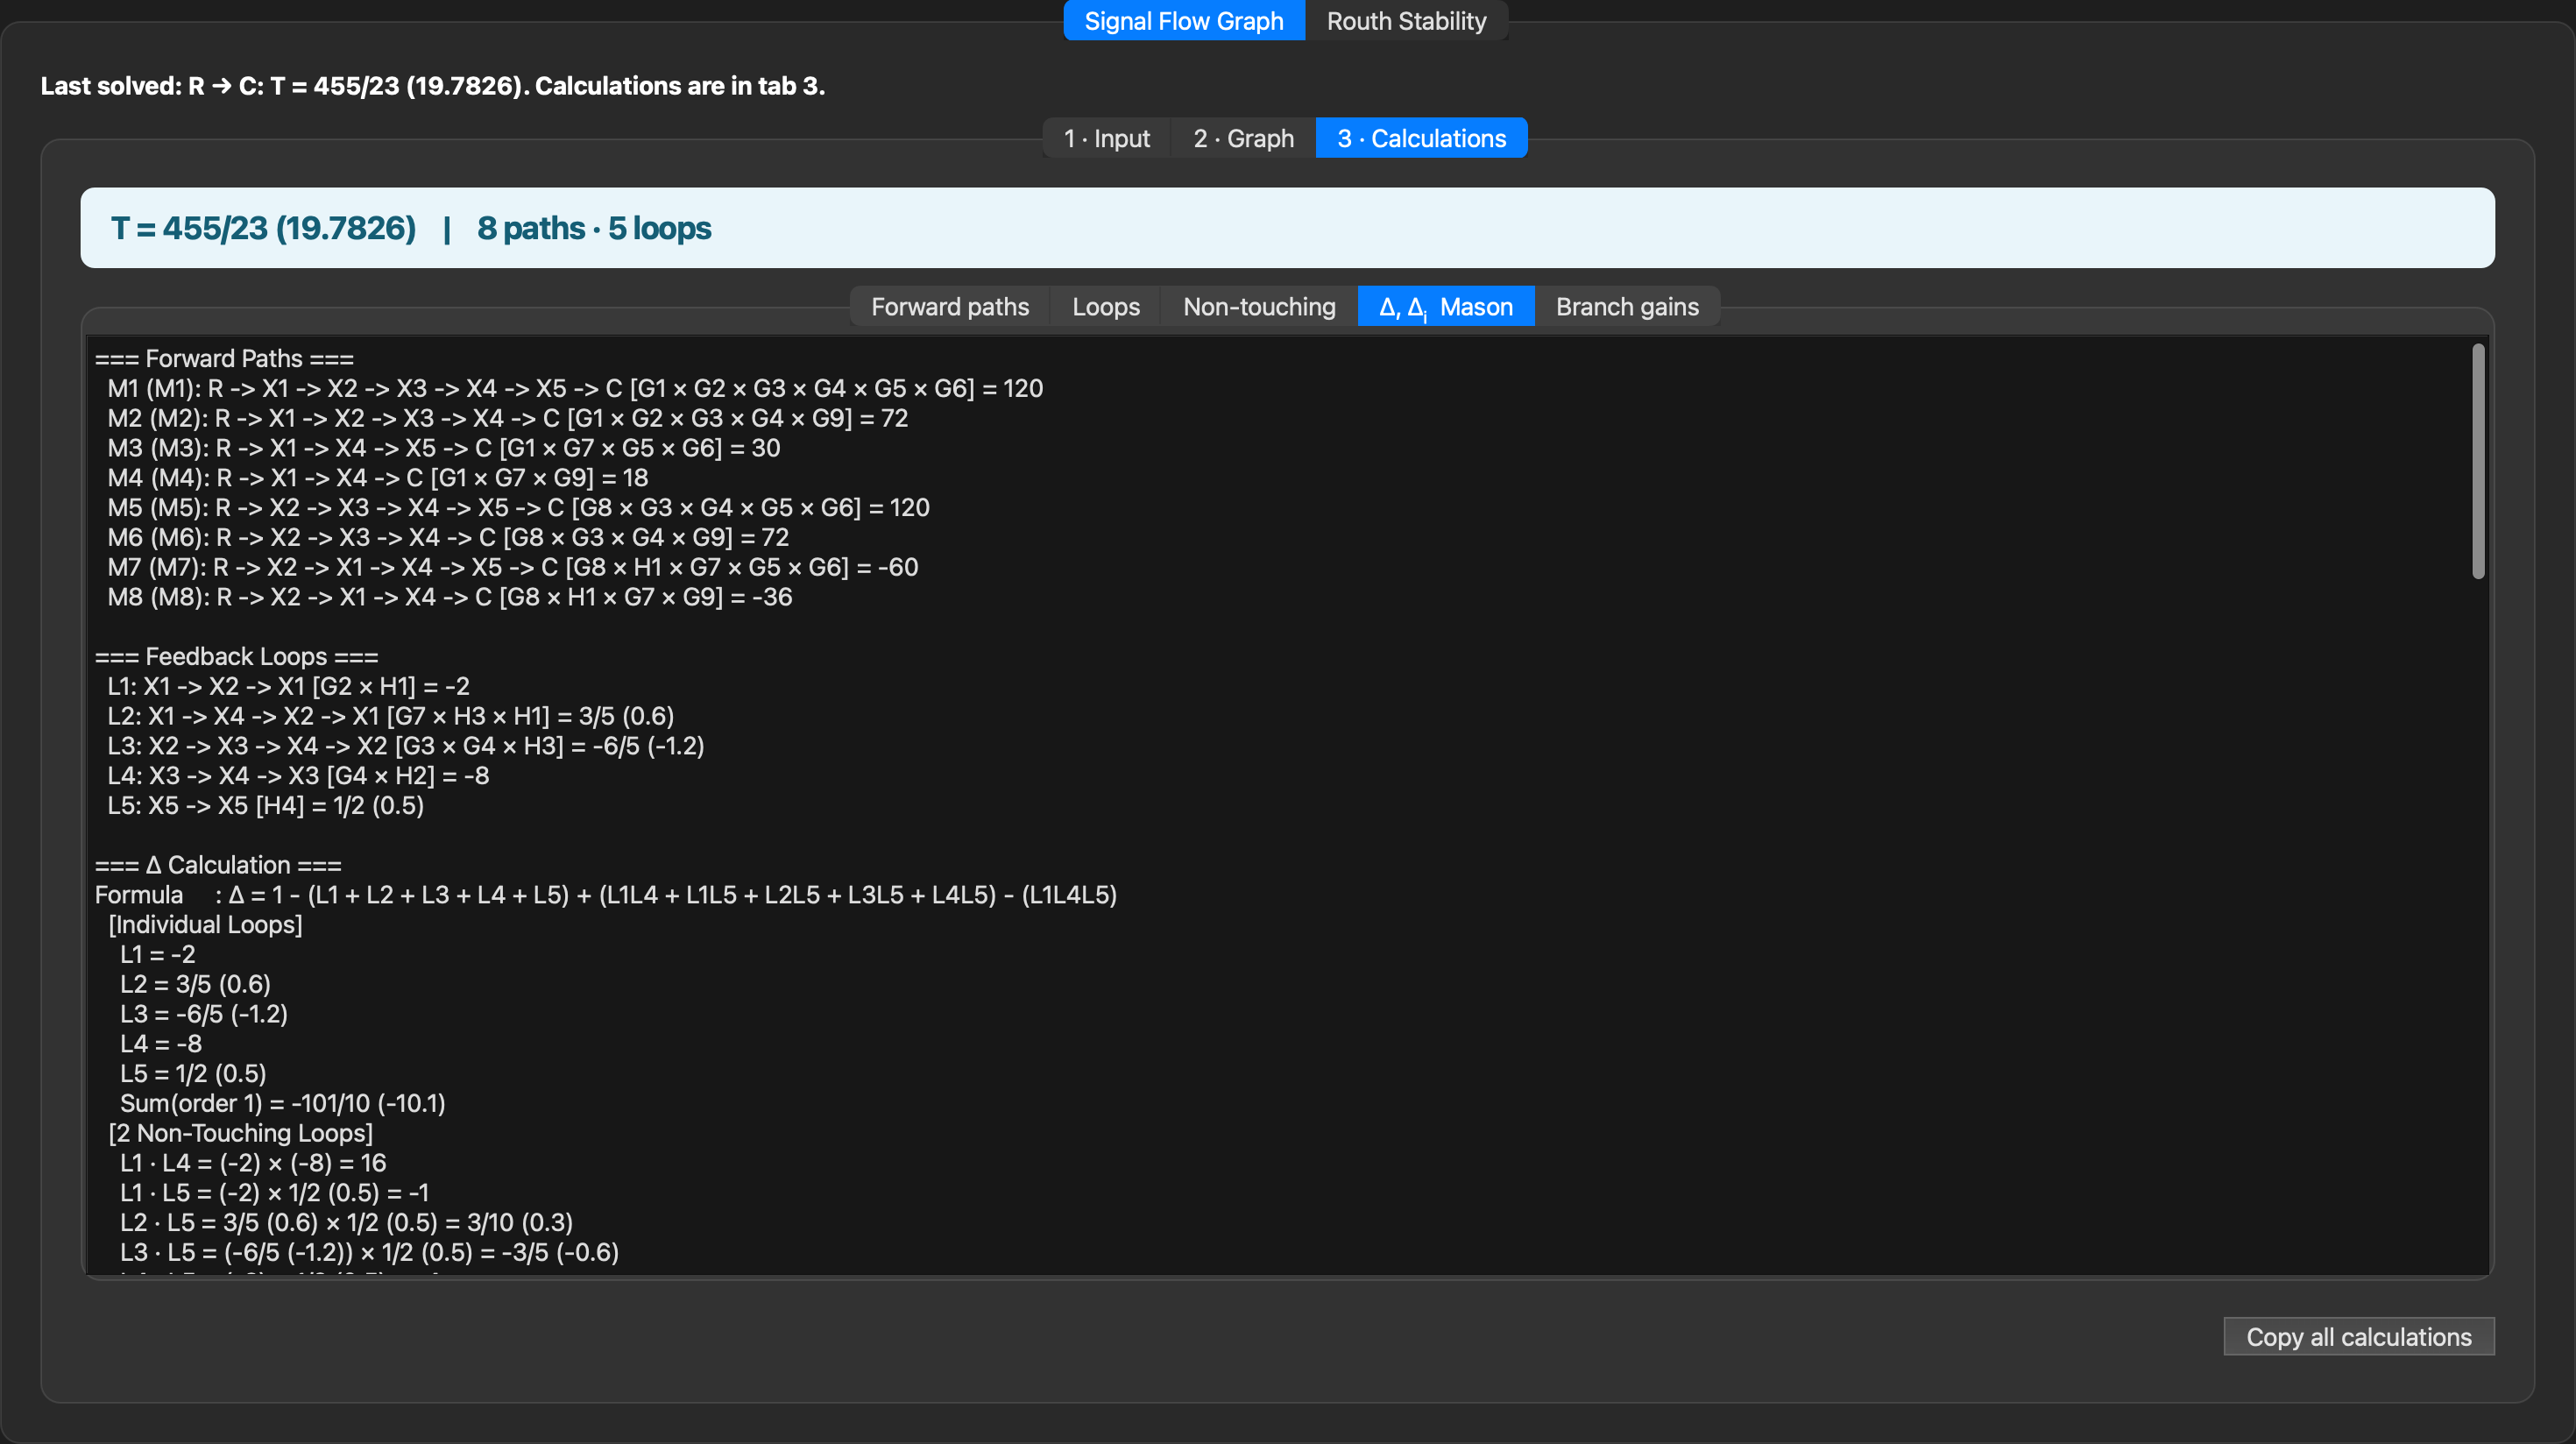 Signal Flow Graph Routh Stability
Last solved: R → C: T = 455/23 (19.7826). Calculations are in tab 3.
1 · Input 2 · Graph 3 · Calculations
T = 455/23 (19.7826) | 8 paths · 5 loops
Forward paths Loops Non-touching Δ, Δᵢ Mason Branch gains
=== Forward Paths ===
M1 (M1): R -> X1 -> X2 -> X3 -> X4 -> X5 -> C [G1 × G2 × G3 × G4 × G5 × G6] = 120
M2 (M2): R -> X1 -> X2 -> X3 -> X4 -> C [G1 × G2 × G3 × G4 × G9] = 72
M3 (M3): R -> X1 -> X4 -> X5 -> C [G1 × G7 × G5 × G6] = 30
M4 (M4): R -> X1 -> X4 -> C [G1 × G7 × G9] = 18
M5 (M5): R -> X2 -> X3 -> X4 -> X5 -> C [G8 × G3 × G4 × G5 × G6] = 120
M6 (M6): R -> X2 -> X3 -> X4 -> C [G8 × G3 × G4 × G9] = 72
M7 (M7): R -> X2 -> X1 -> X4 -> X5 -> C [G8 × H1 × G7 × G5 × G6] = -60
M8 (M8): R -> X2 -> X1 -> X4 -> C [G8 × H1 × G7 × G9] = -36
=== Feedback Loops ===
L1: X1 -> X2 -> X1 [G2 × H1] = -2
L2: X1 -> X4 -> X2 -> X1 [G7 × H3 × H1] = 3/5 (0.6)
L3: X2 -> X3 -> X4 -> X2 [G3 × G4 × H3] = -6/5 (-1.2)
L4: X3 -> X4 -> X3 [G4 × H2] = -8
L5: X5 -> X5 [H4] = 1/2 (0.5)
=== Δ Calculation ===
Formula : Δ = 1 - (L1 + L2 + L3 + L4 + L5) + (L1L4 + L1L5 + L2L5 + L3L5 + L4L5) - (L1L4L5)
[Individual Loops]
L1 = -2
L2 = 3/5 (0.6)
L3 = -6/5 (-1.2)
L4 = -8
L5 = 1/2 (0.5)
Sum(order 1) = -101/10 (-10.1)
[2 Non-Touching Loops]
L1 · L4 = (-2) × (-8) = 16
L1 · L5 = (-2) × 1/2 (0.5) = -1
L2 · L5 = 3/5 (0.6) × 1/2 (0.5) = 3/10 (0.3)
L3 · L5 = (-6/5 (-1.2)) × 1/2 (0.5) = -3/5 (-0.6)
Copy all calculations